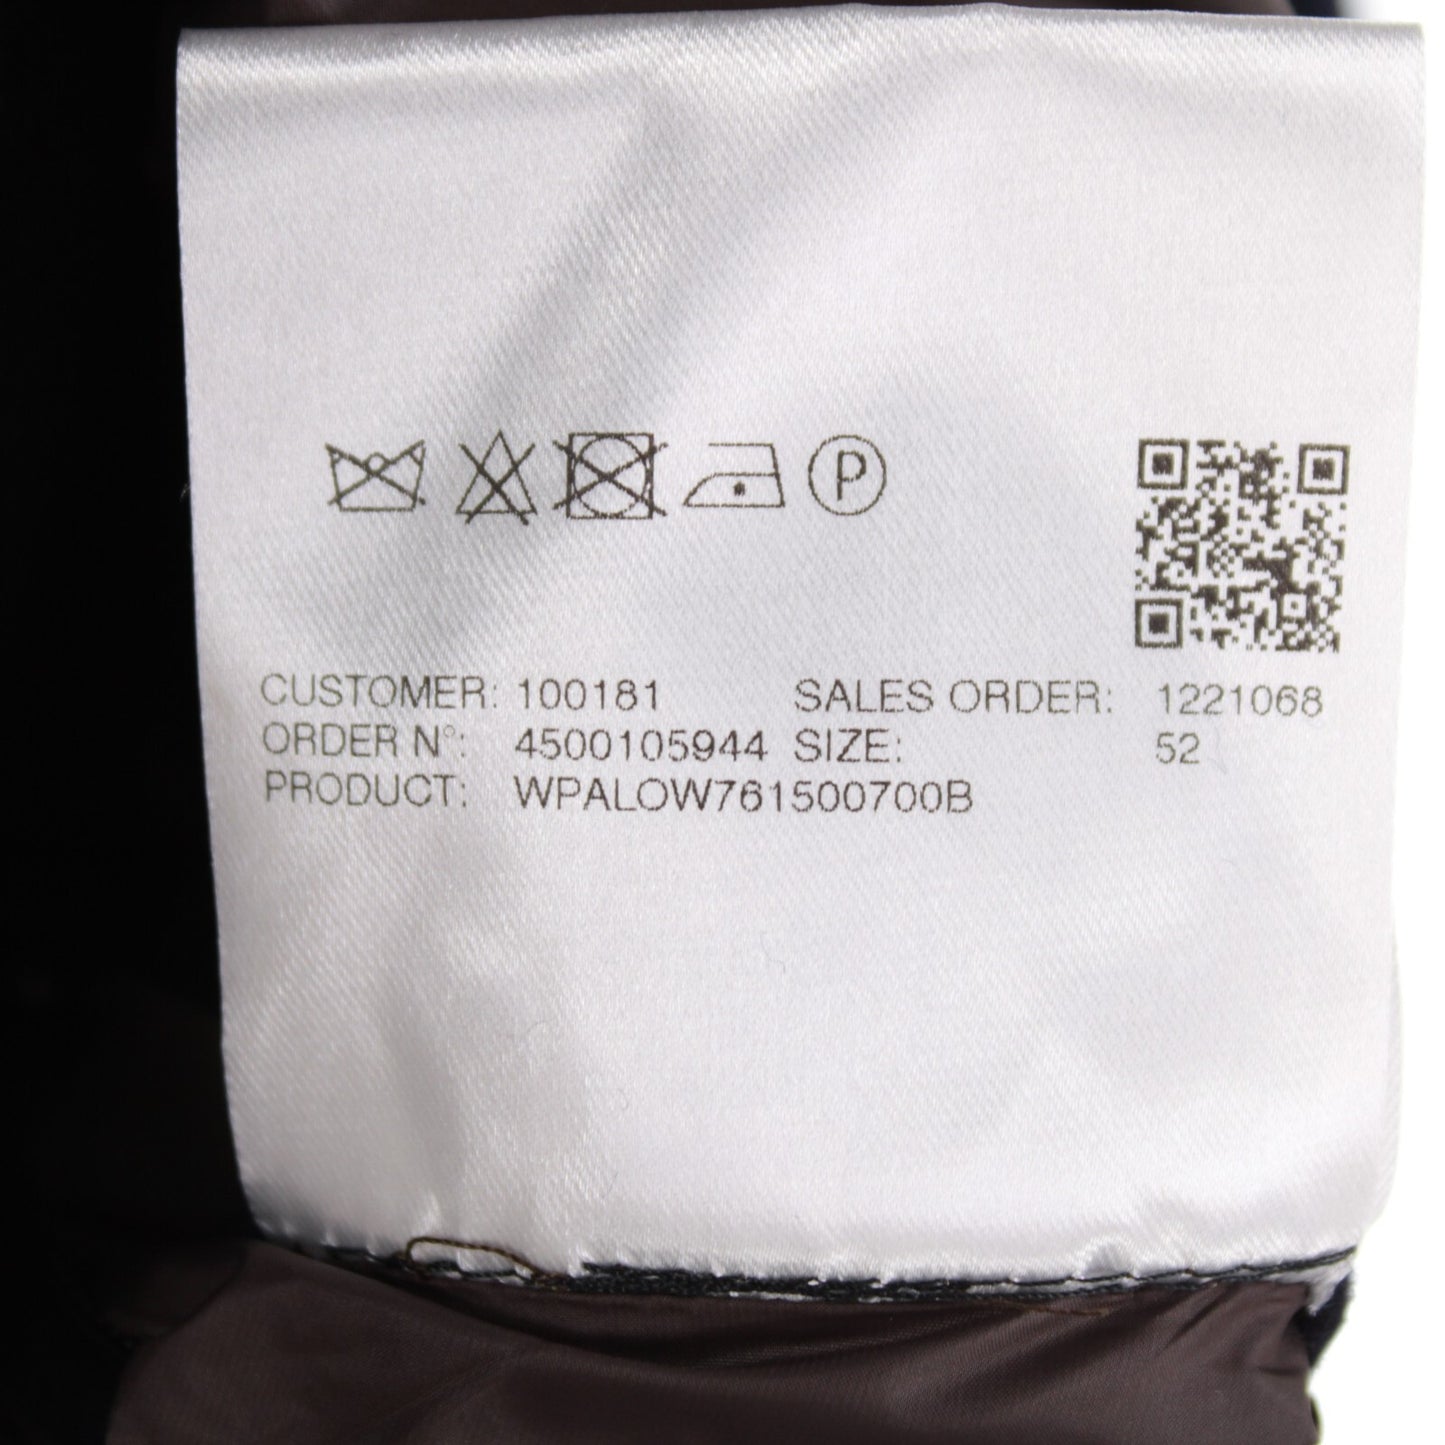 P
CUSTOMER: 100181 SALES ORDER: 1221068
ORDER N°: 4500105944 SIZE: 52
PRODUCT: WPALOW761500700B